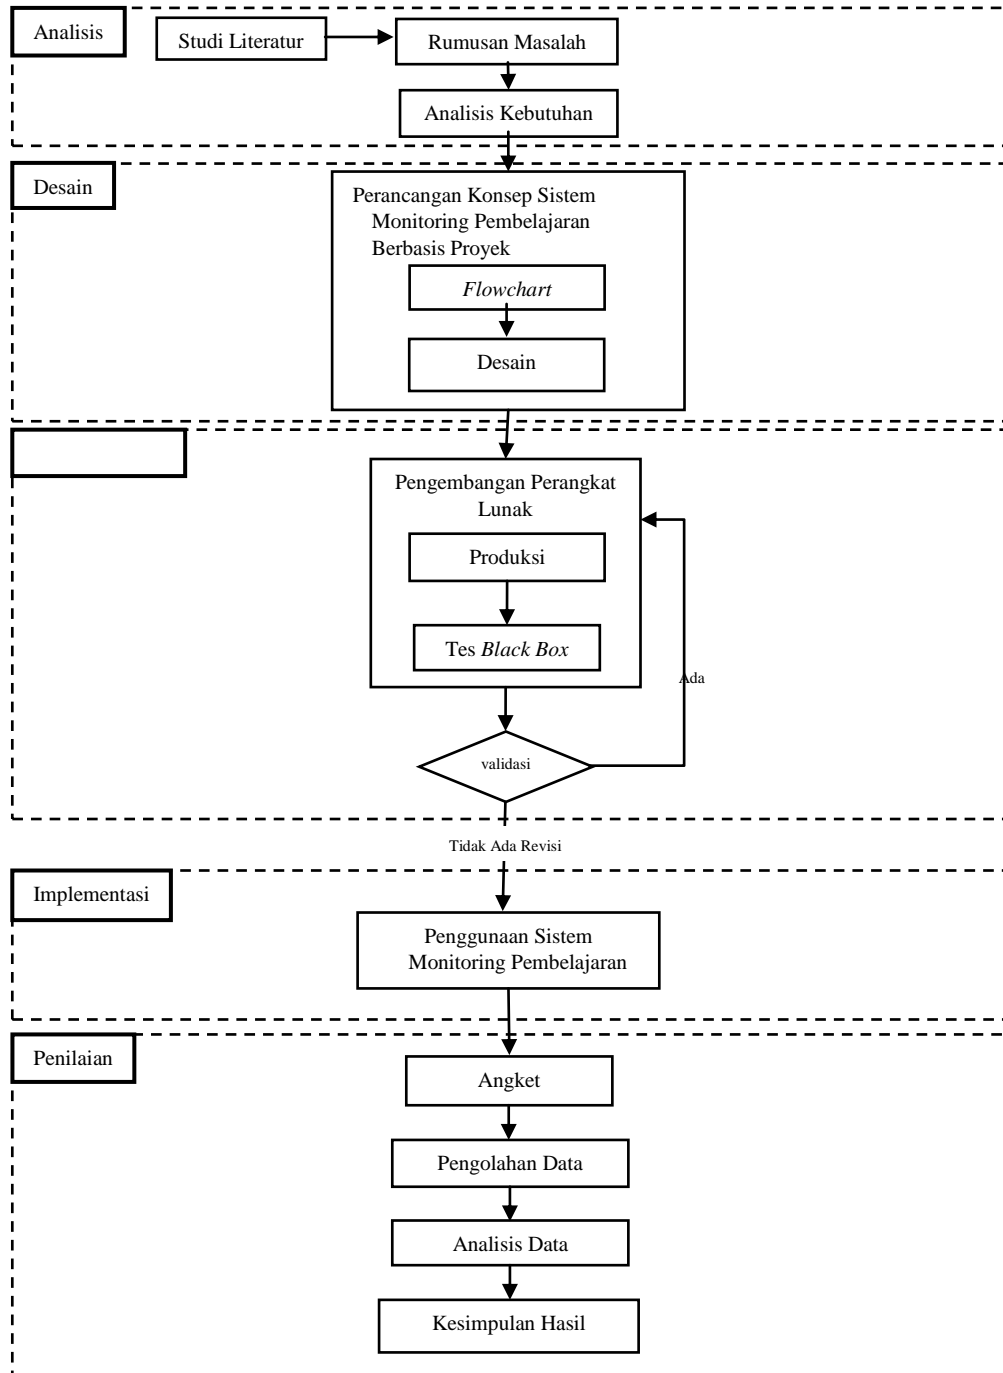 Analisis
Studi Literatur
Rumusan Masalah
Analisis Kebutuhan
Desain
Perancangan Konsep Sistem
Monitoring Pembelajaran
Berbasis Proyek
Flowchart
Desain
Pengembangan Perangkat
Lunak
Produksi
Tes Black Box
Ada
validasi
Tidak Ada Revisi
Implementasi
Penggunaan Sistem
Monitoring Pembelajaran
Penilaian
Angket
Pengolahan Data
Analisis Data
Kesimpulan Hasil